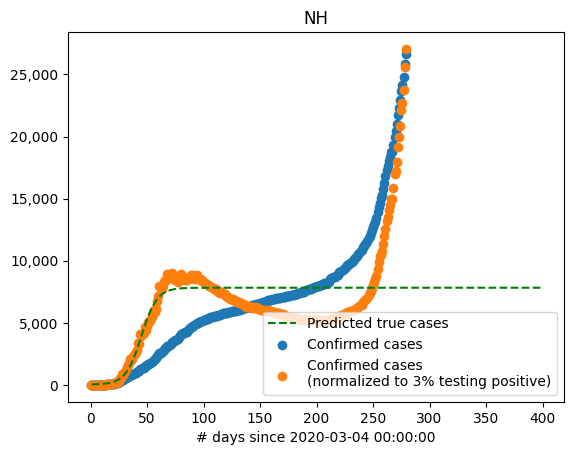 NH
25,000
20,000
15,000
10,000
5,000
0
Predicted true cases
Confirmed cases
Confirmed cases
(normalized to 3% testing positive)
0 50 100 150 200 250 300 350 400
# days since 2020-03-04 00:00:00